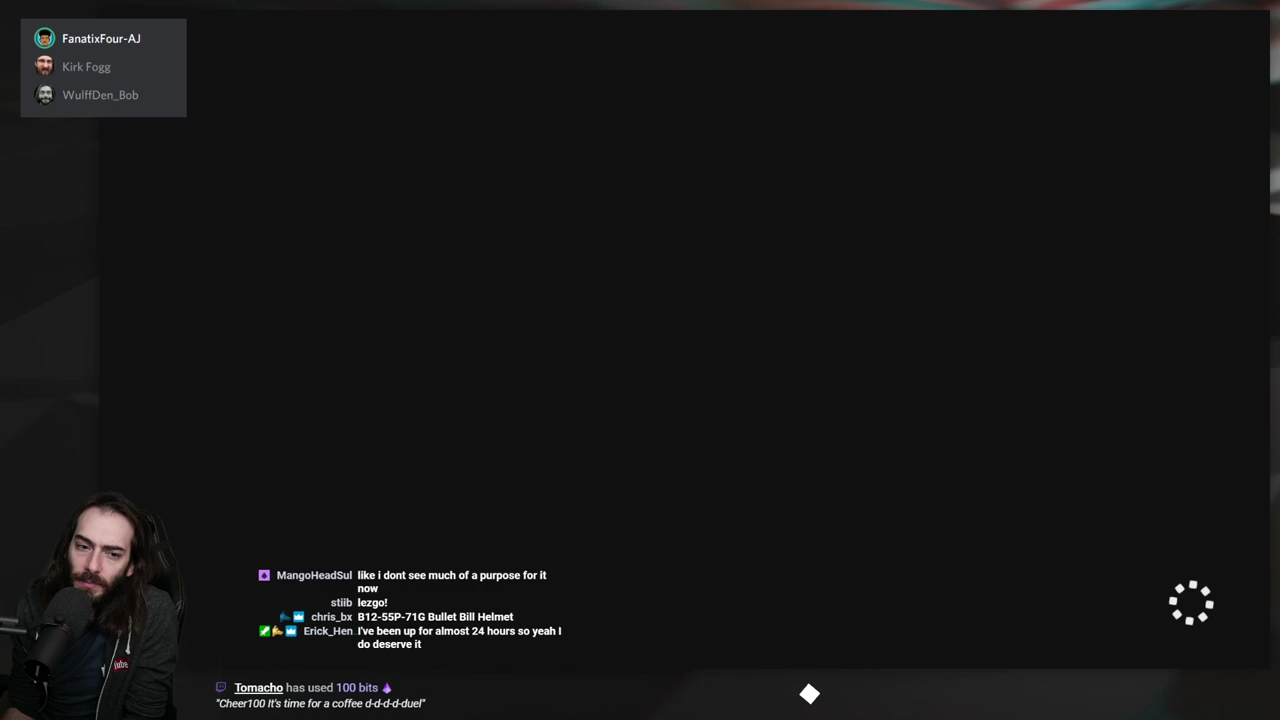 FanatixFour-AJ
Kirk Fogg
WulffDen_Bob
MangoHeadSul like i dont see much of a purpose for it
now
stiib lezgo!
chris_bx B12-55P-71G Bullet Bill Helmet
Erick_Hen I've been up for almost 24 hours so yeah I
do deserve it
Tomacho has used 100 bits
"Cheer100 It's time for a coffee d-d-d-d-duel"